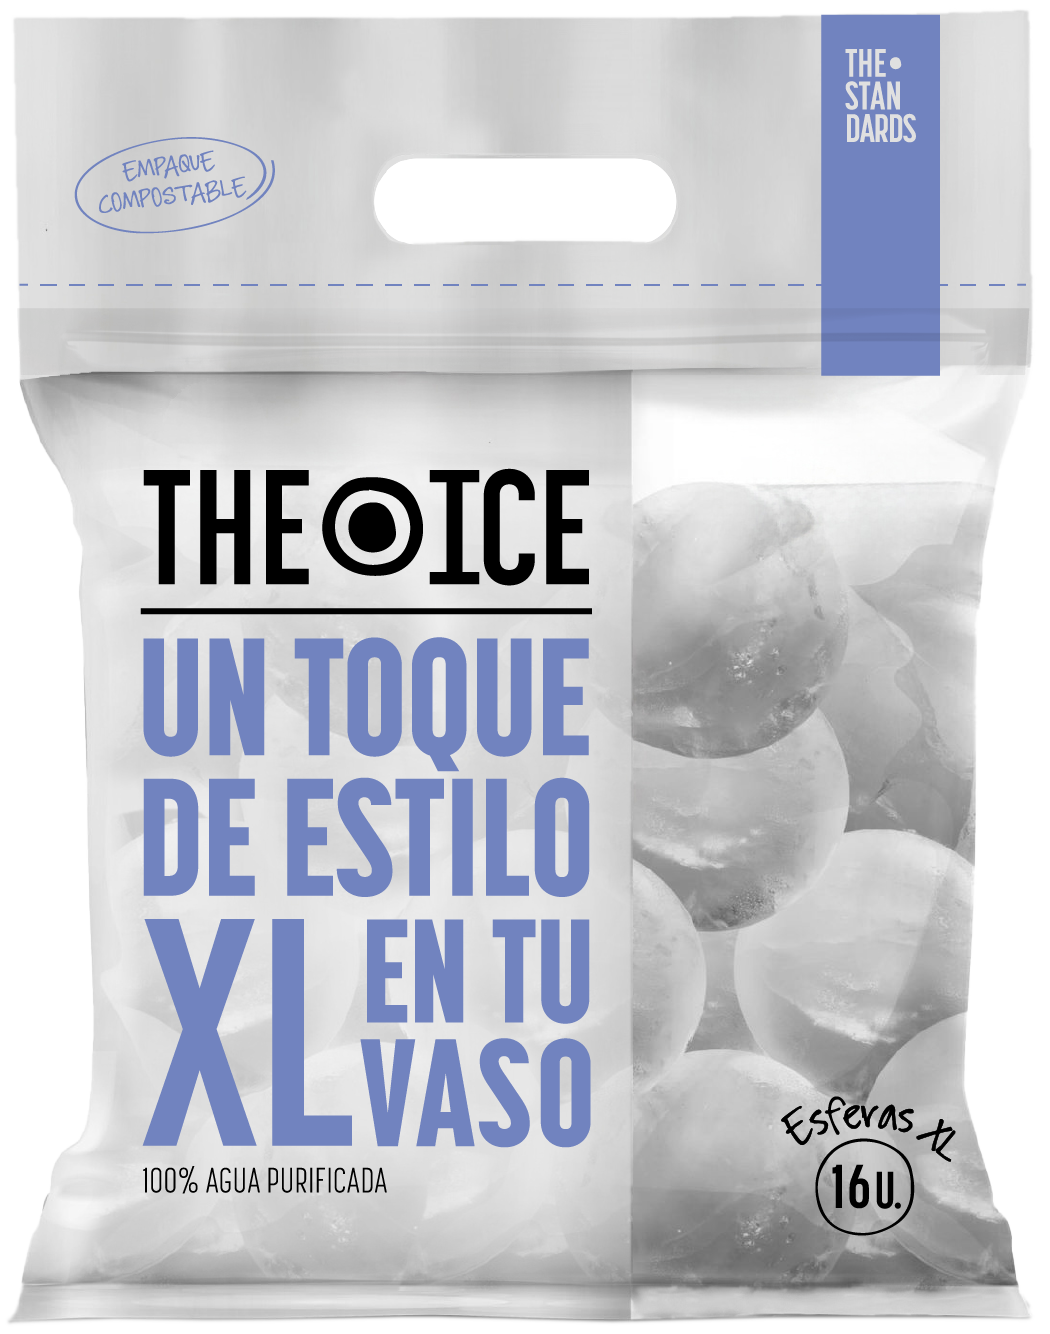 THE
STAN
DARDS
EMPAQUE
COMPOSTABLE
THE ICE
UN TOQUE
DE ESTILO
XL EN TU
VASO
100% AGUA PURIFICADA
Esferas XL
16 U.